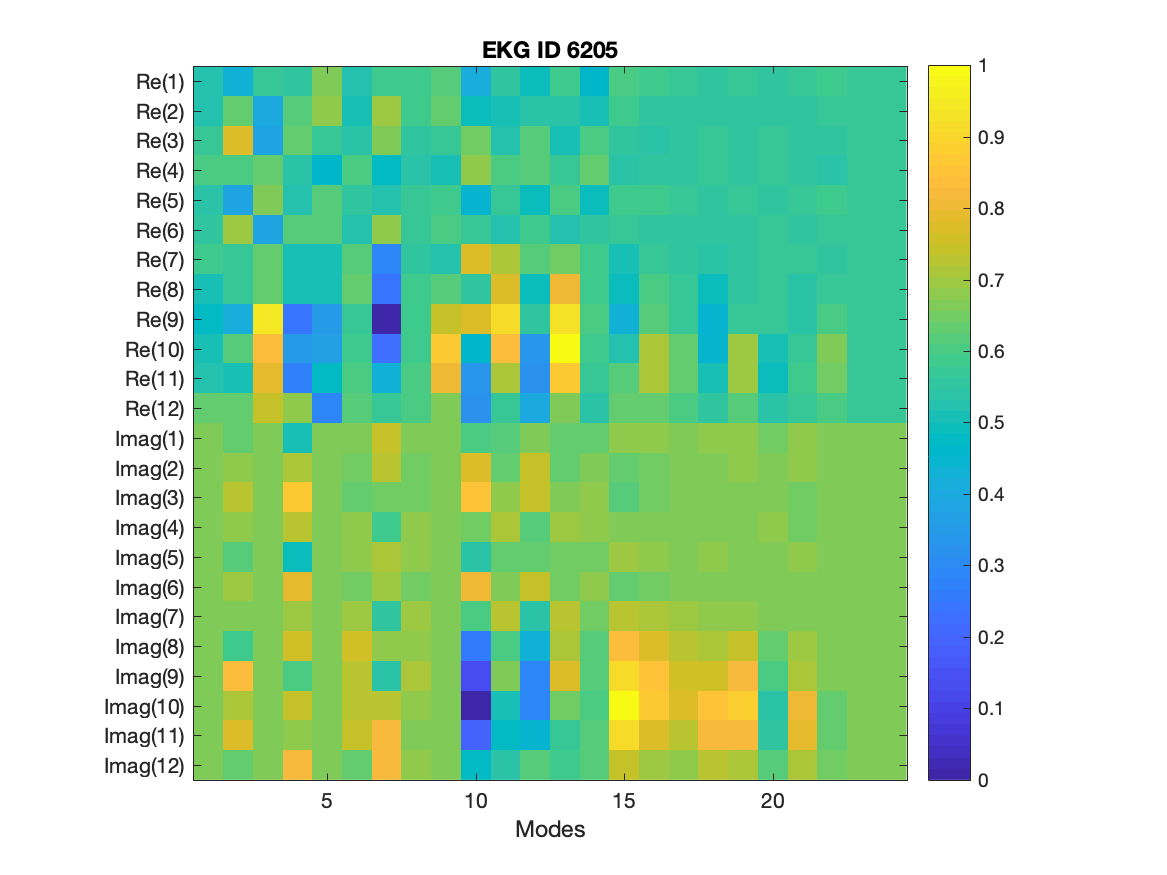 EKG ID 6205
Re(1)
Re(2)
Re(3)
Re(4)
Re(5)
Re(6)
Re(7)
Re(8)
Re(9)
Re(10)
Re(11)
Re(12)
Imag(1)
Imag(2)
Imag(3)
Imag(4)
Imag(5)
Imag(6)
Imag(7)
Imag(8)
Imag(9)
Imag(10)
Imag(11)
Imag(12)
5 10 15 20
Modes
1
0.9
0.8
0.7
0.6
0.5
0.4
0.3
0.2
0.1
0